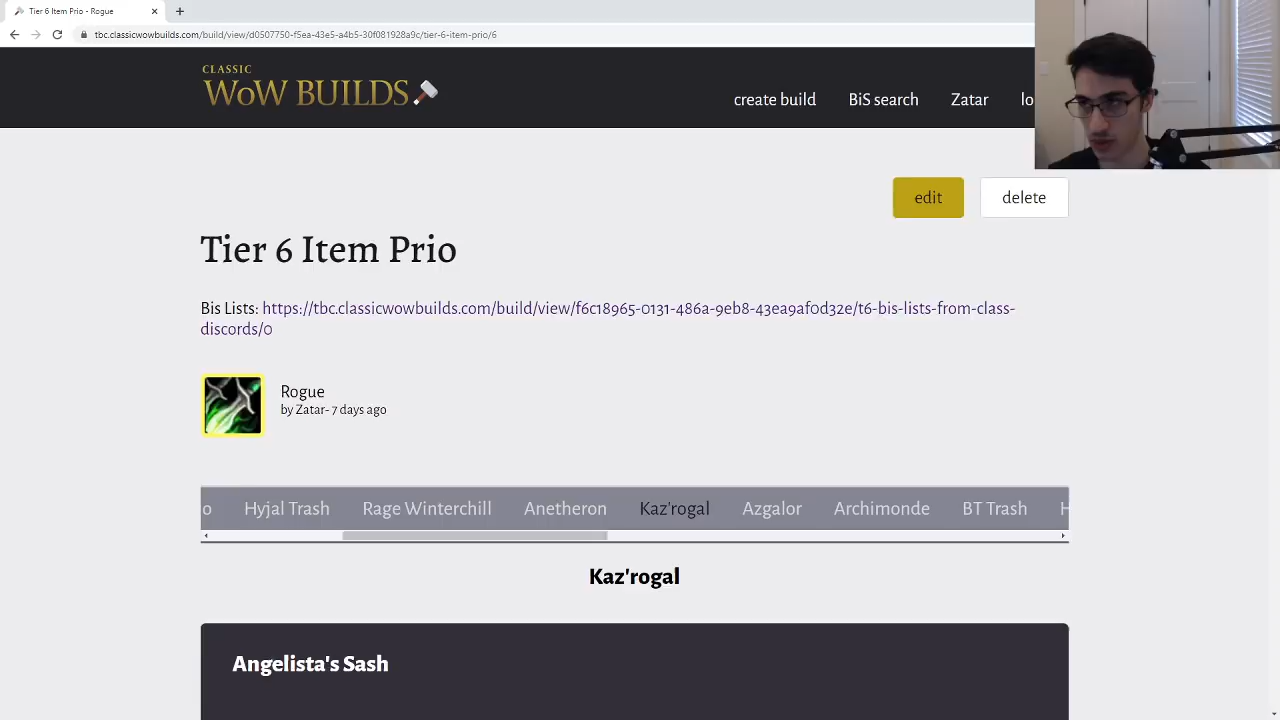 Tier 6 Item Prio - Rogue
tbc.classicwowbuilds.com/build/view/d0507750-f5ea-43e5-a4b5-30f081928a9c/tier-6-item-prio/6
CLASSIC
WoW BUILDS
create build BiS search Zatar lo
edit delete
Tier 6 Item Prio
Bis Lists: https://tbc.classicwowbuilds.com/build/view/f6c18965-0131-486a-9eb8-43ea9af0d32e/t6-bis-lists-from-class-
discords/0
Rogue
by Zatar- 7 days ago
o Hyjal Trash Rage Winterchill Anetheron Kaz'rogal Azgalor Archimonde BT Trash H
Kaz'rogal
Angelista's Sash